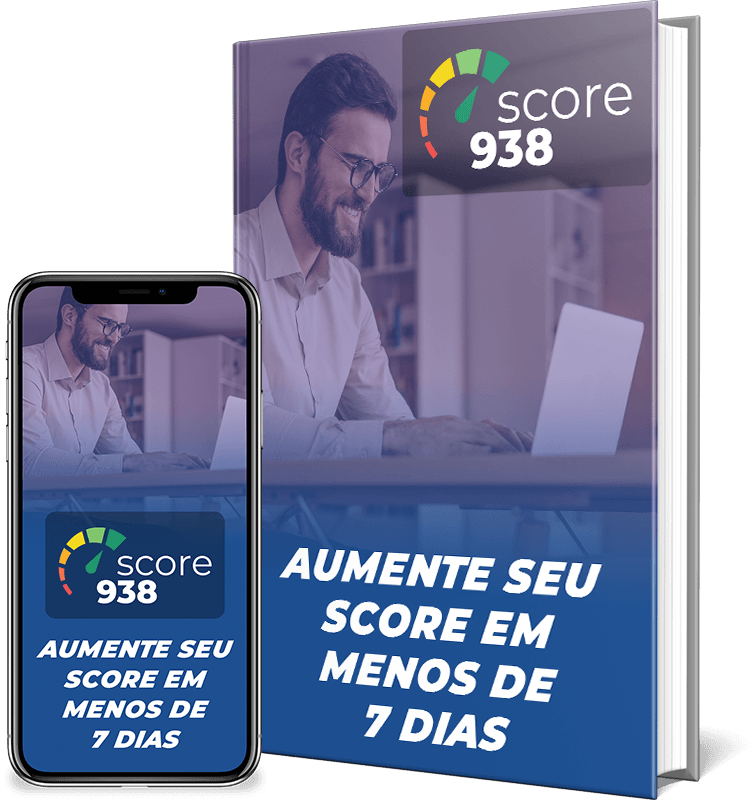 score
938
AUMENTE SEU
SCORE EM
MENOS DE
7 DIAS
score
938
AUMENTE SEU
SCORE EM
MENOS DE
7 DIAS